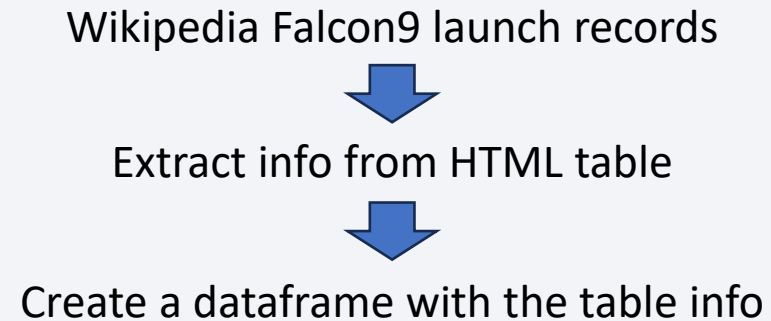 Wikipedia Falcon9 launch records
Extract info from HTML table
Create a dataframe with the table info